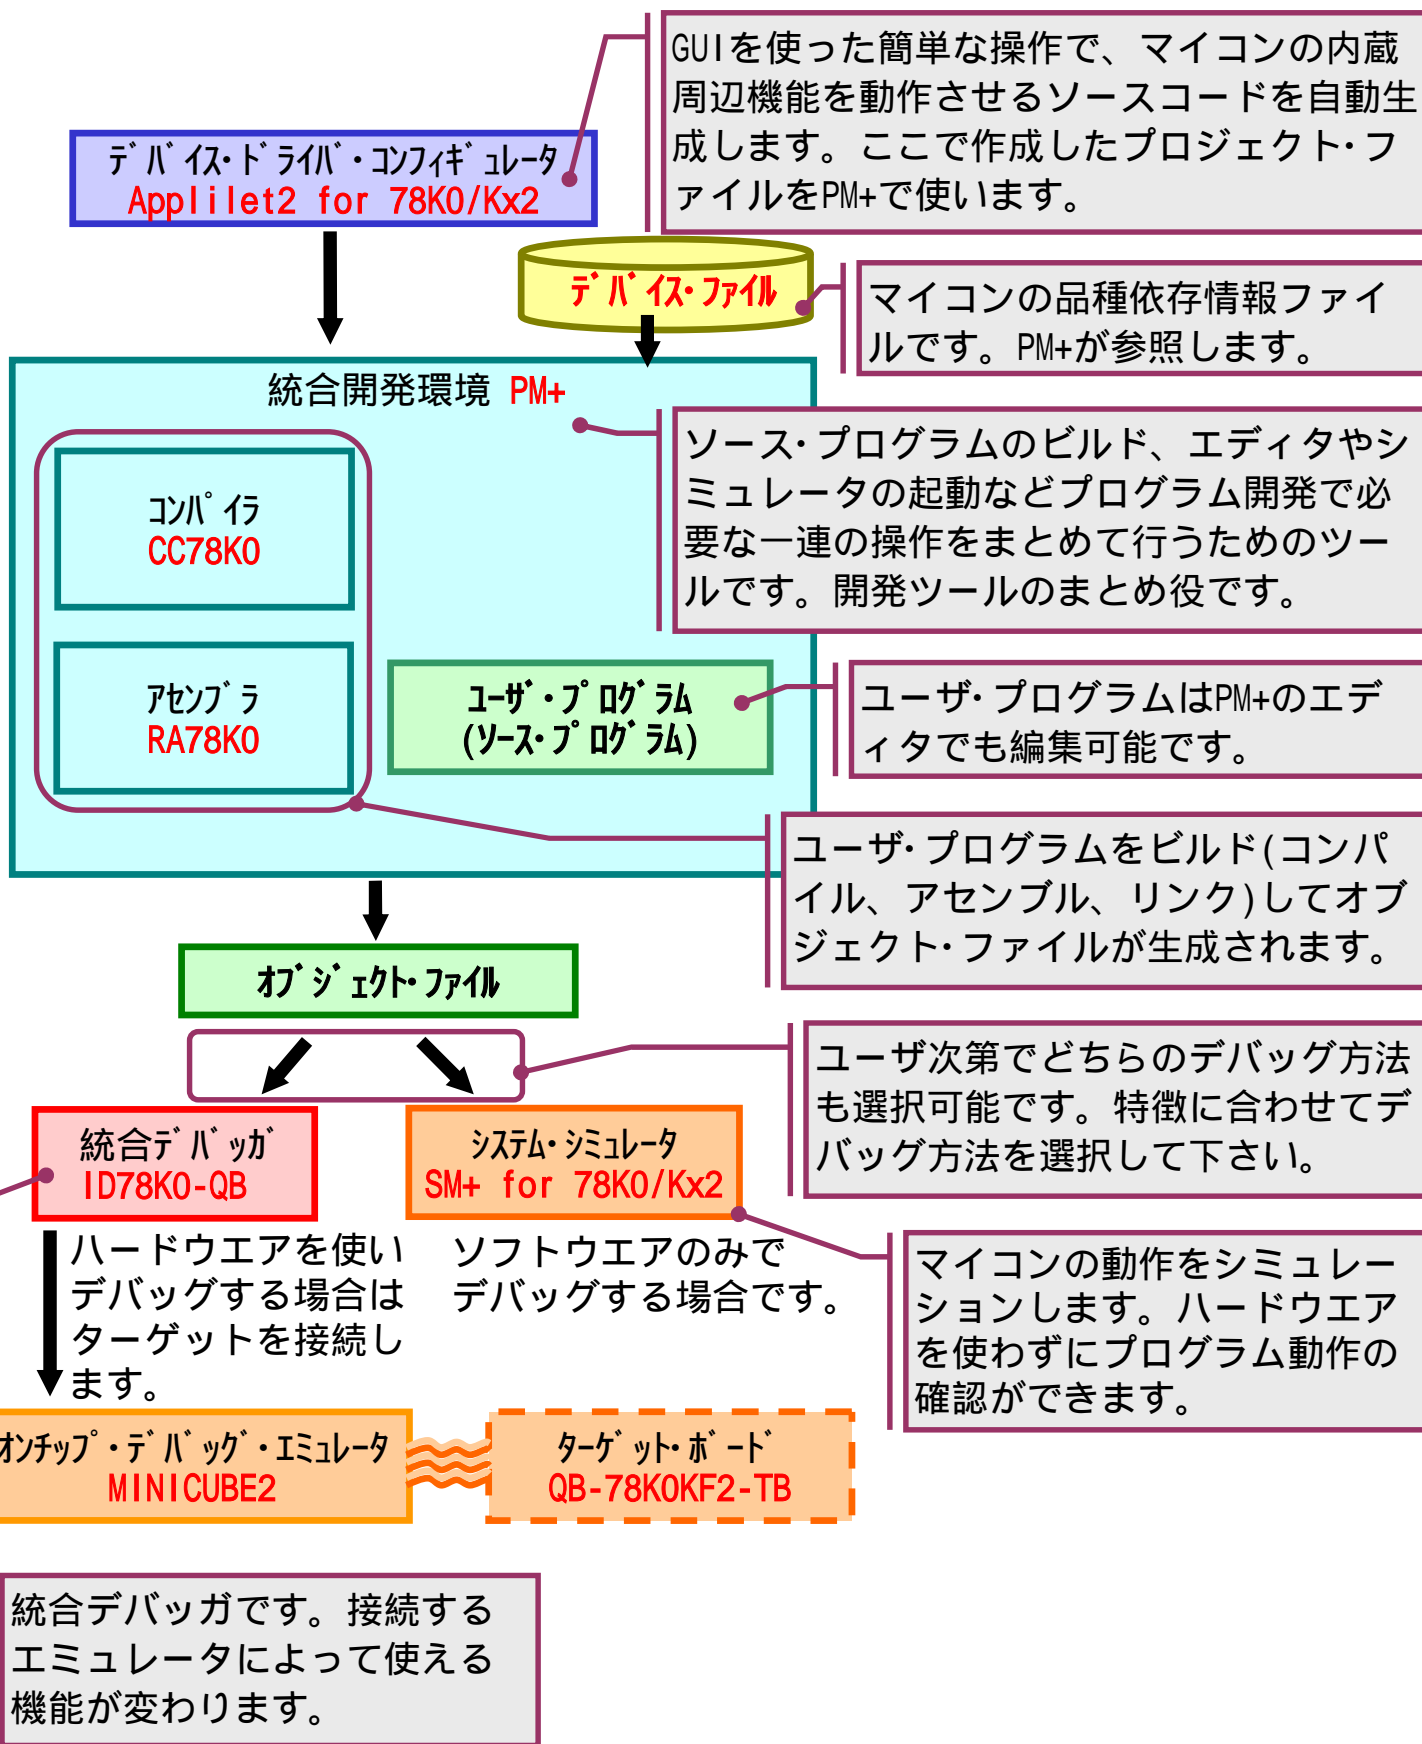 GUIを使った簡単な操作で、マイコンの内蔵
周辺機能を動作させるソースコードを自動生
成します。ここで作成したプロジェクト・フ
ァイルをPM+で使います。
ﾃﾞﾊﾞｲｽ・ﾄﾞﾗｲﾊﾞ・ｺﾝﾌｨｷﾞｭﾚｰﾀ
Applilet2 for 78K0/Kx2
ﾃﾞﾊﾞｲｽ・ﾌｧｲﾙ
マイコンの品種依存情報ファイ
ルです。PM+が参照します。
統合開発環境 PM+
ソース・プログラムのビルド、エディタやシ
ミュレータの起動などプログラム開発で必
要な一連の操作をまとめて行うためのツー
ルです。開発ツールのまとめ役です。
ｺﾝﾊﾟｲﾗ
CC78K0
ｱｾﾝﾌﾞﾗ
RA78K0
ﾕｰｻﾞ・ﾌﾟﾛｸﾞﾗﾑ
(ｿｰｽ・ﾌﾟﾛｸﾞﾗﾑ)
ユーザ・プログラムはPM+のエデ
ィタでも編集可能です。
ユーザ・プログラムをビルド(コンパ
イル、アセンブル、リンク)してオブ
ジェクト・ファイルが生成されます。
ｵﾌﾞｼﾞｪｸﾄ・ﾌｧｲﾙ
ユーザ次第でどちらのデバッグ方法
も選択可能です。特徴に合わせてデ
バッグ方法を選択して下さい。
統合ﾃﾞﾊﾞｯｶﾞ
ID78K0-QB
ｼｽﾃﾑ・ｼﾐｭﾚｰﾀ
SM+ for 78K0/Kx2
ハードウエアを使い
デバッグする場合は
ターゲットを接続し
ます。
ソフトウエアのみで
デバッグする場合です。
マイコンの動作をシミュレー
ションします。ハードウエア
を使わずにプログラム動作の
確認ができます。
ｵﾝﾁｯﾌﾟ・ﾃﾞﾊﾞｯｸﾞ・ｴﾐｭﾚｰﾀ
MINICUBE2
ﾀｰｹﾞｯﾄ・ﾎﾞｰﾄﾞ
QB-78K0KF2-TB
統合デバッガです。接続する
エミュレータによって使える
機能が変わります。